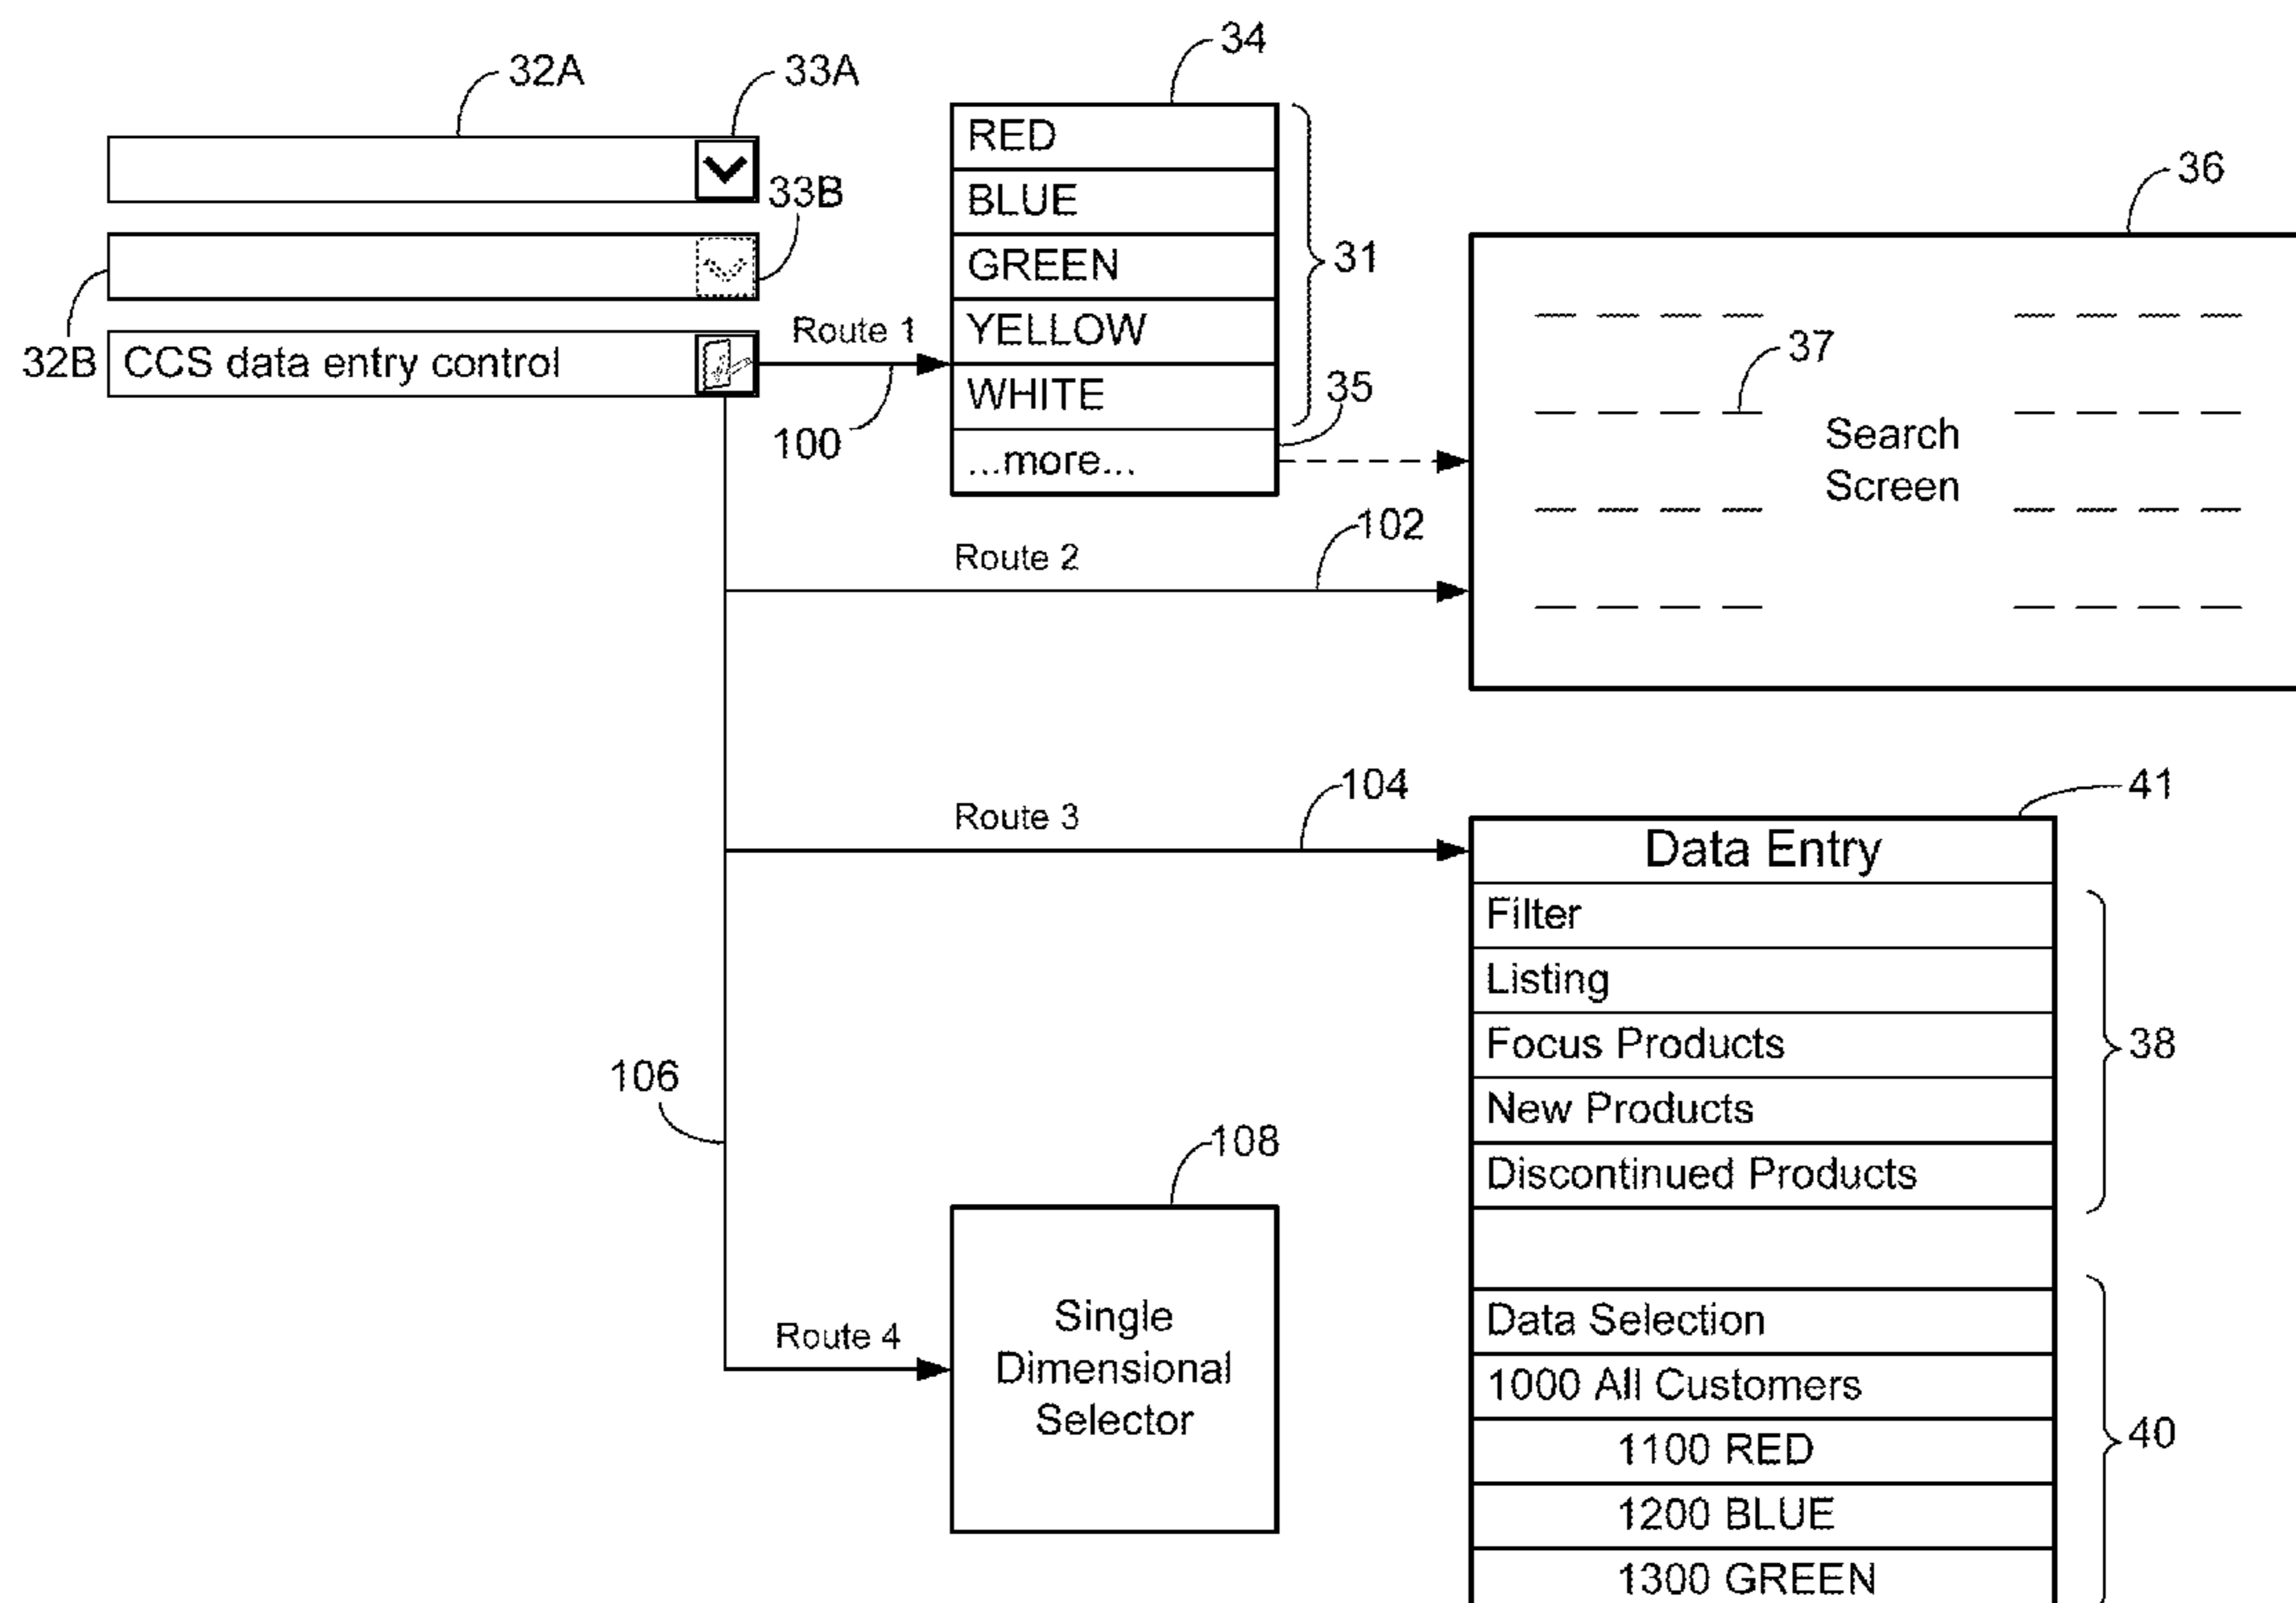 34
32A
33A
RED
36
33B
BLUE
31
GREEN
Route 1
YELLOW
37
32B
CCS data entry control
WHITE
35
100
...more...
Search
Screen
102
Route 2
104
41
Route 3
Data Entry
Filter
Listing
Focus Products
38
106
New Products
108
Discontinued Products
Single
Dimensional
Selector
Route 4
Data Selection
1000 All Customers
40
1100 RED
1200 BLUE
1300 GREEN